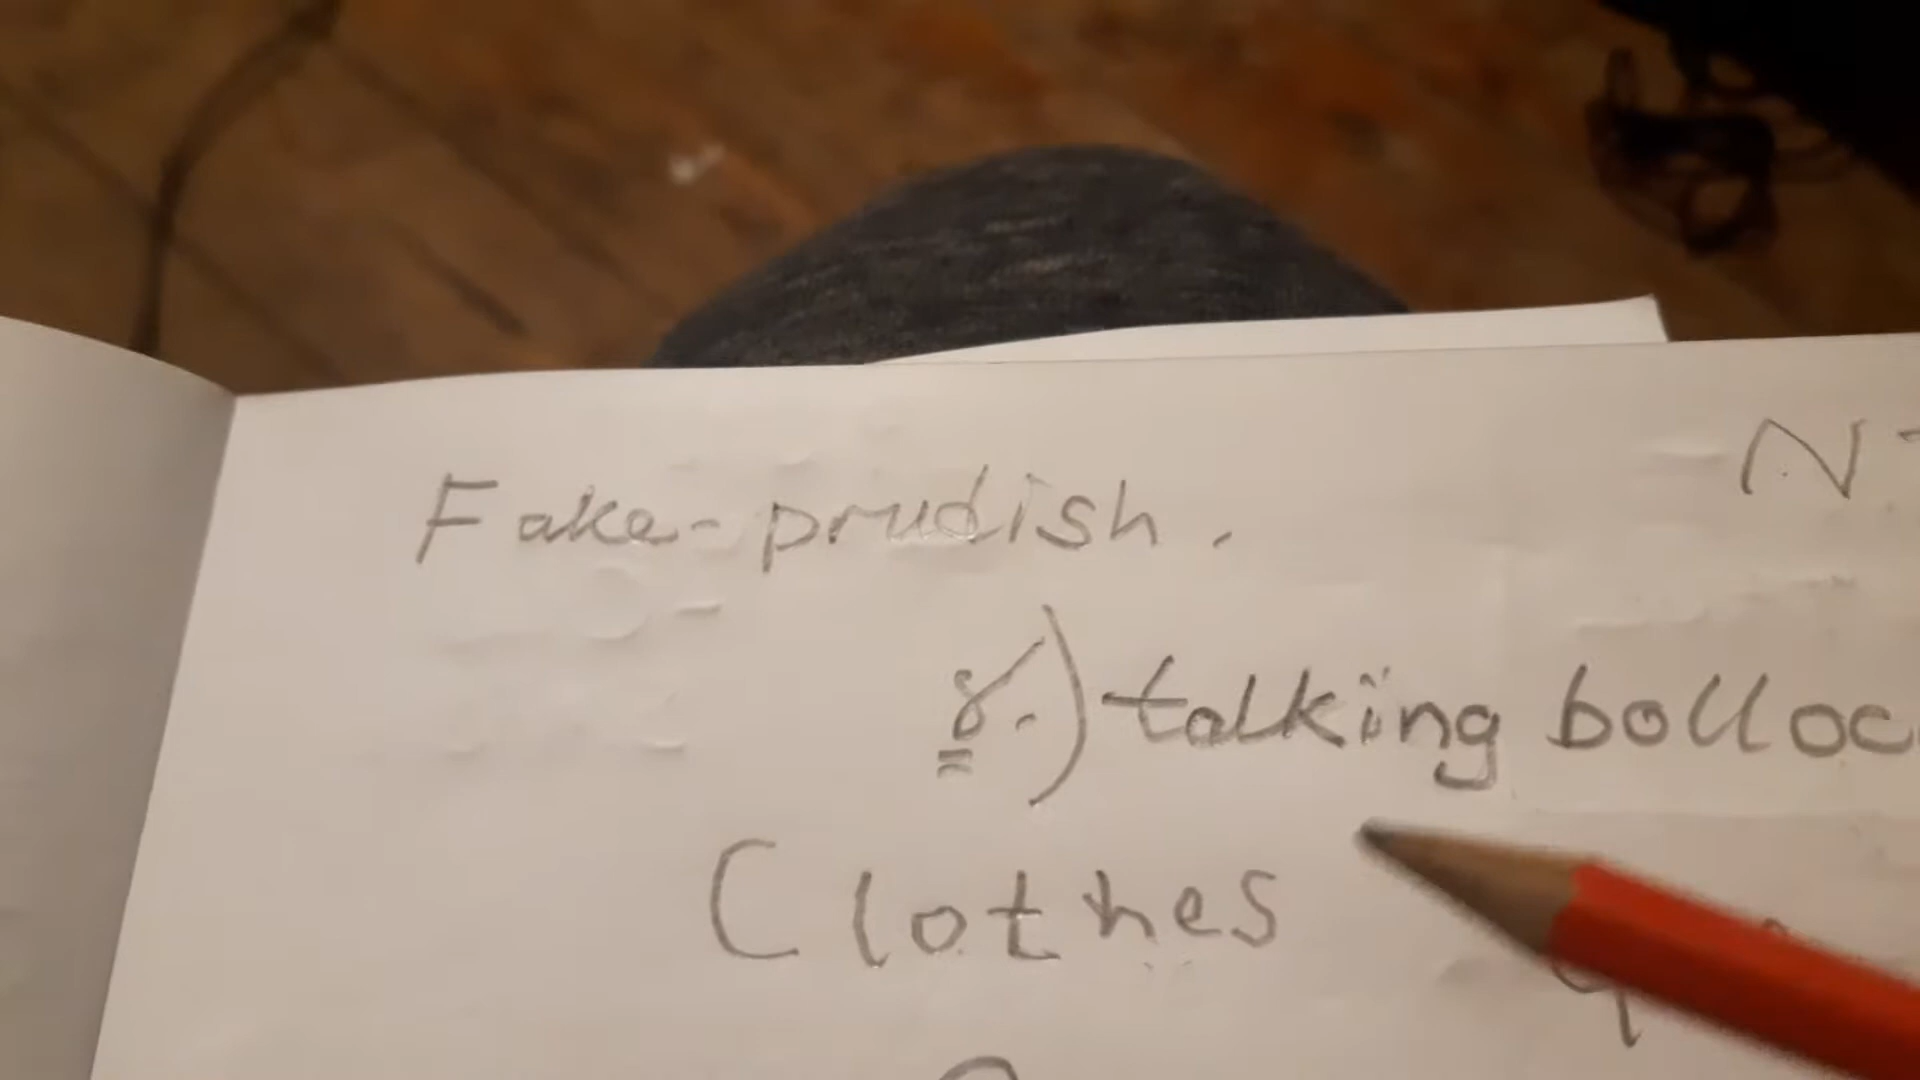 Fake-prudish.
8.) talking bolloc
Clothes